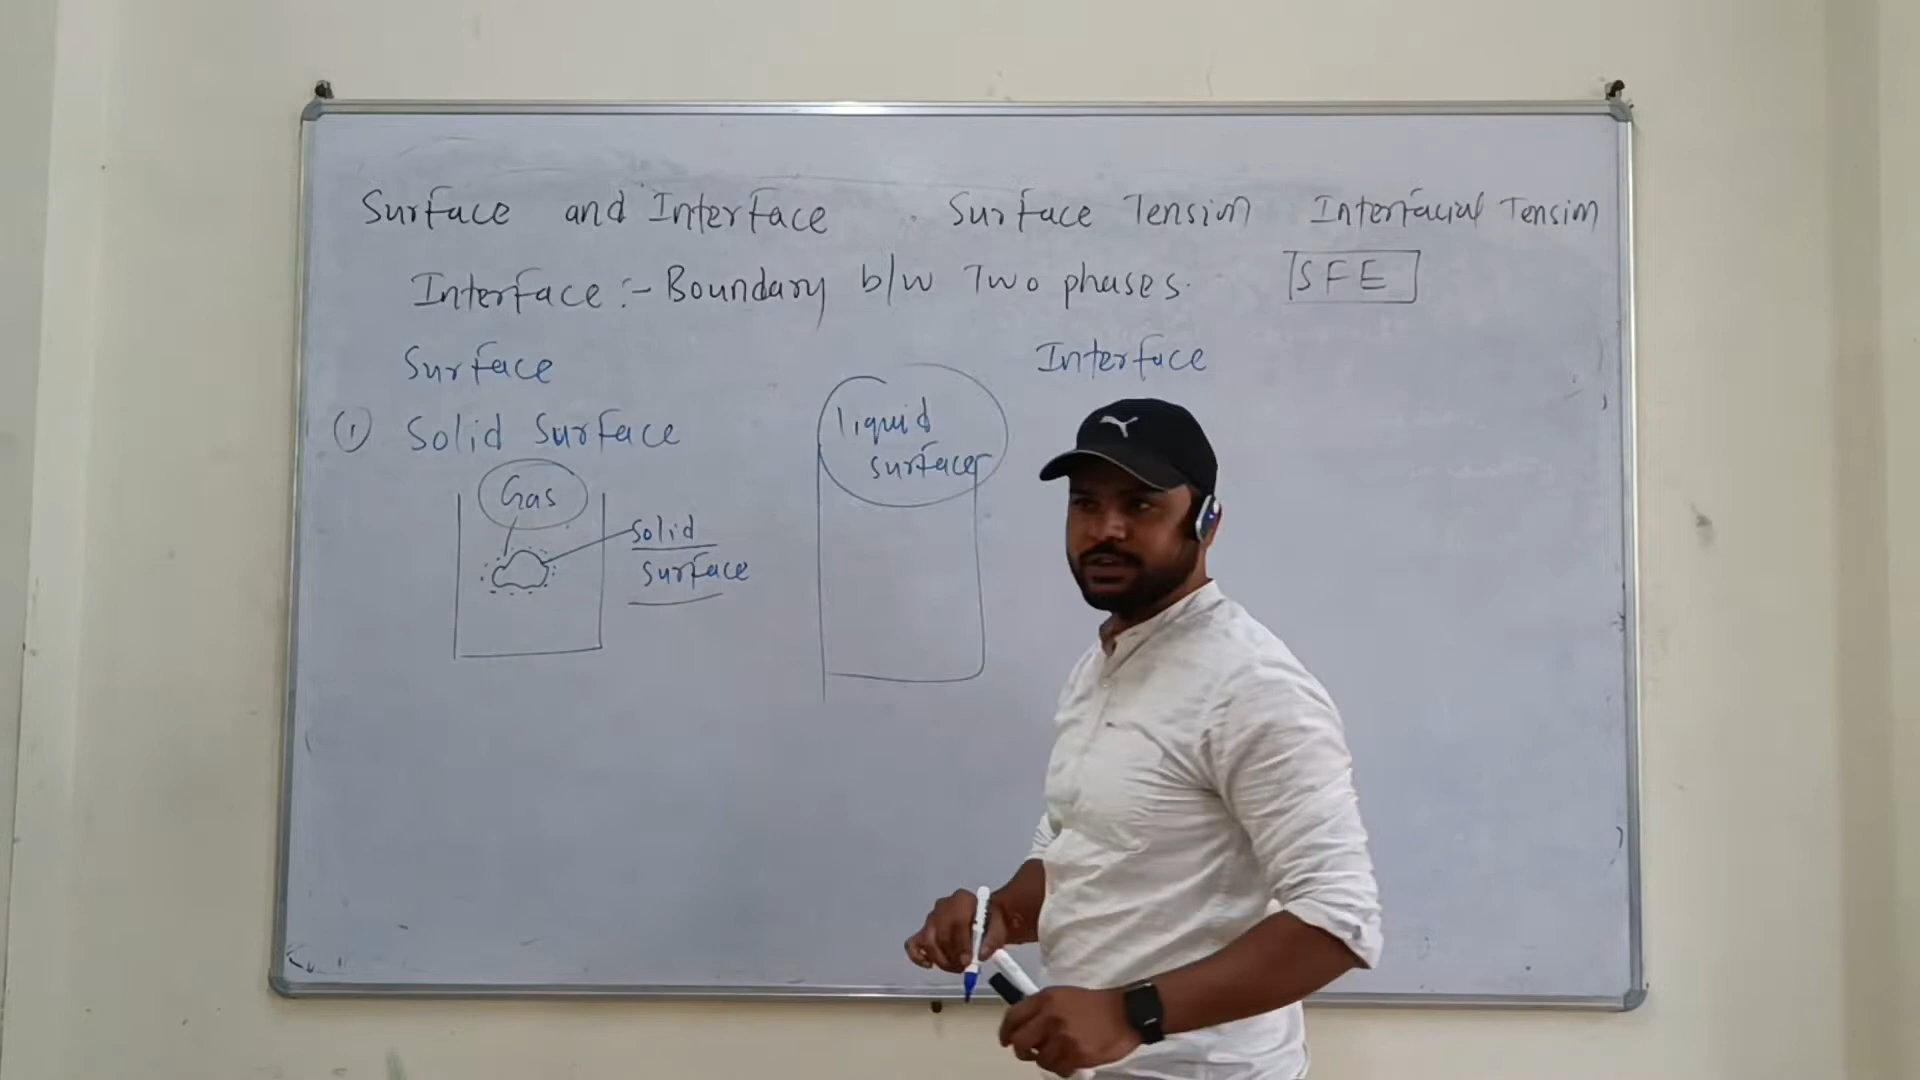 Surface and Interface Surface Tension Interfacial Tension
Interface :- Boundary b/w Two phases. SFE
Surface
Interface
① Solid Surface
Gas
Solid
surface
liquid
surface